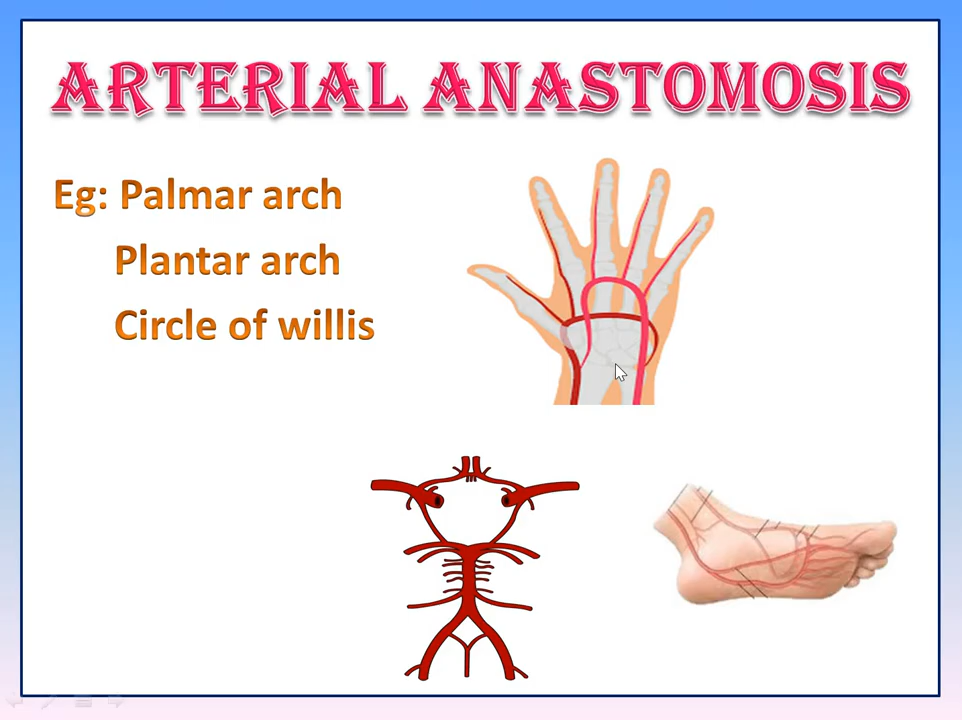 ARTERIAL ANASTOMOSIS
Eg: Palmar arch
Plantar arch
Circle of willis